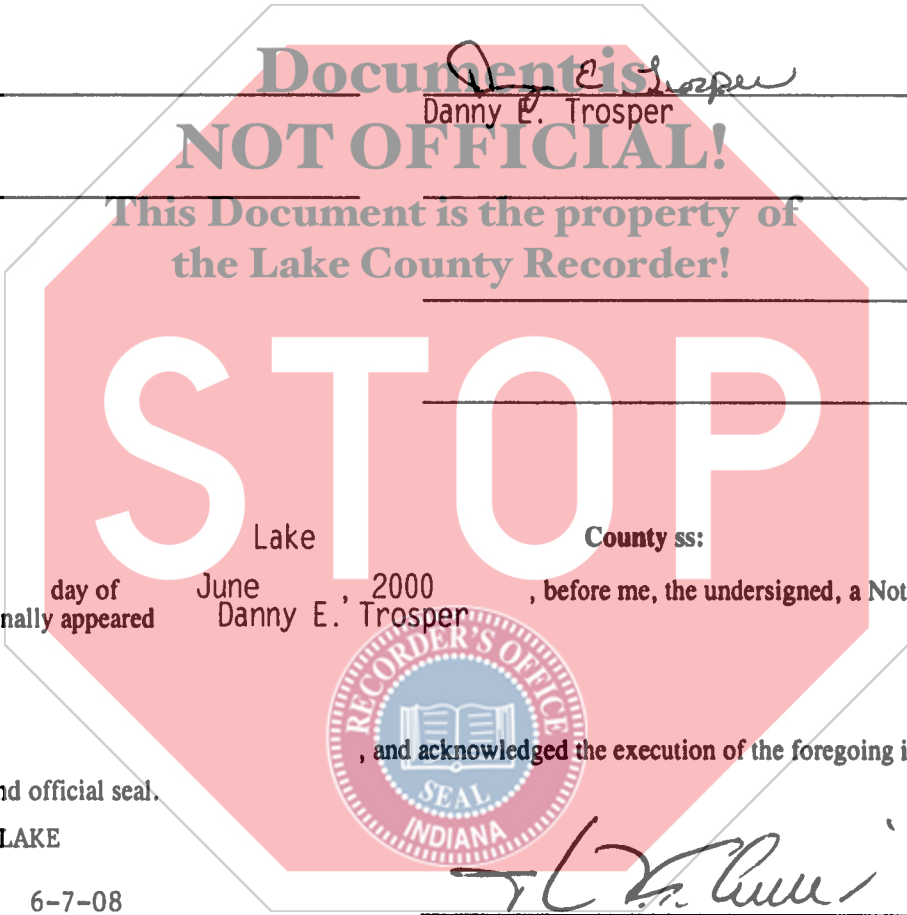 Document is
Danny E. Trosper
Danny E. Trosper
NOT OFFICIAL!
This Document is the property of
the Lake County Recorder!
STOP
Lake County ss:
day of June , 2000 , before me, the undersigned, a Not
nally appeared Danny E. Trosper
RECORDER'S OFFICE
, and acknowledged the execution of the foregoing i
nd official seal.
SEAL
LAKE
INDIANA
6-7-08